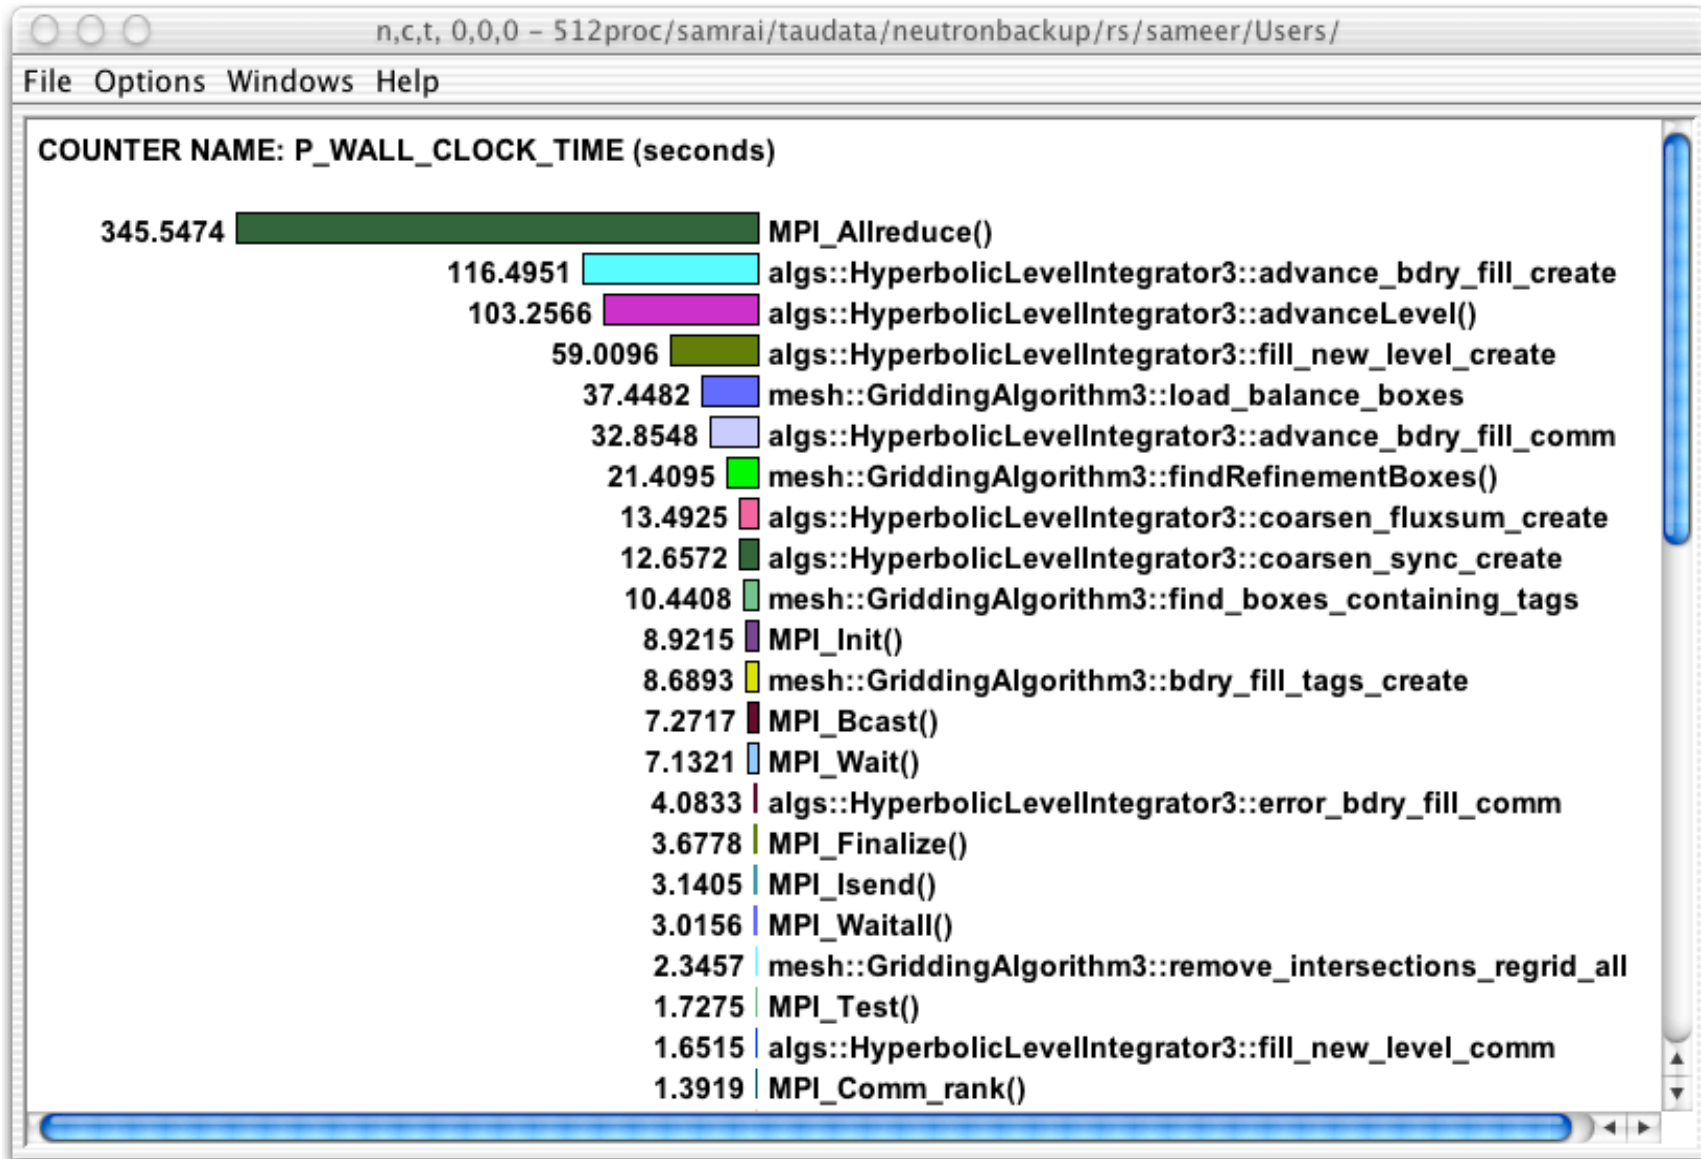 n,c,t, 0,0,0 – 512proc/samrai/taudata/neutronbackup/rs/sameer/Users/
File Options Windows Help
COUNTER NAME: P_WALL_CLOCK_TIME (seconds)
345.5474 MPI_Allreduce()
116.4951 algs::HyperbolicLevelIntegrator3::advance_bdry_fill_create
103.2566 algs::HyperbolicLevelIntegrator3::advanceLevel()
59.0096 algs::HyperbolicLevelIntegrator3::fill_new_level_create
37.4482 mesh::GriddingAlgorithm3::load_balance_boxes
32.8548 algs::HyperbolicLevelIntegrator3::advance_bdry_fill_comm
21.4095 mesh::GriddingAlgorithm3::findRefinementBoxes()
13.4925 algs::HyperbolicLevelIntegrator3::coarsen_fluxsum_create
12.6572 algs::HyperbolicLevelIntegrator3::coarsen_sync_create
10.4408 mesh::GriddingAlgorithm3::find_boxes_containing_tags
8.9215 MPI_Init()
8.6893 mesh::GriddingAlgorithm3::bdry_fill_tags_create
7.2717 MPI_Bcast()
7.1321 MPI_Wait()
4.0833 algs::HyperbolicLevelIntegrator3::error_bdry_fill_comm
3.6778 MPI_Finalize()
3.1405 MPI_Isend()
3.0156 MPI_Waitall()
2.3457 mesh::GriddingAlgorithm3::remove_intersections_regrid_all
1.7275 MPI_Test()
1.6515 algs::HyperbolicLevelIntegrator3::fill_new_level_comm
1.3919 MPI_Comm_rank()